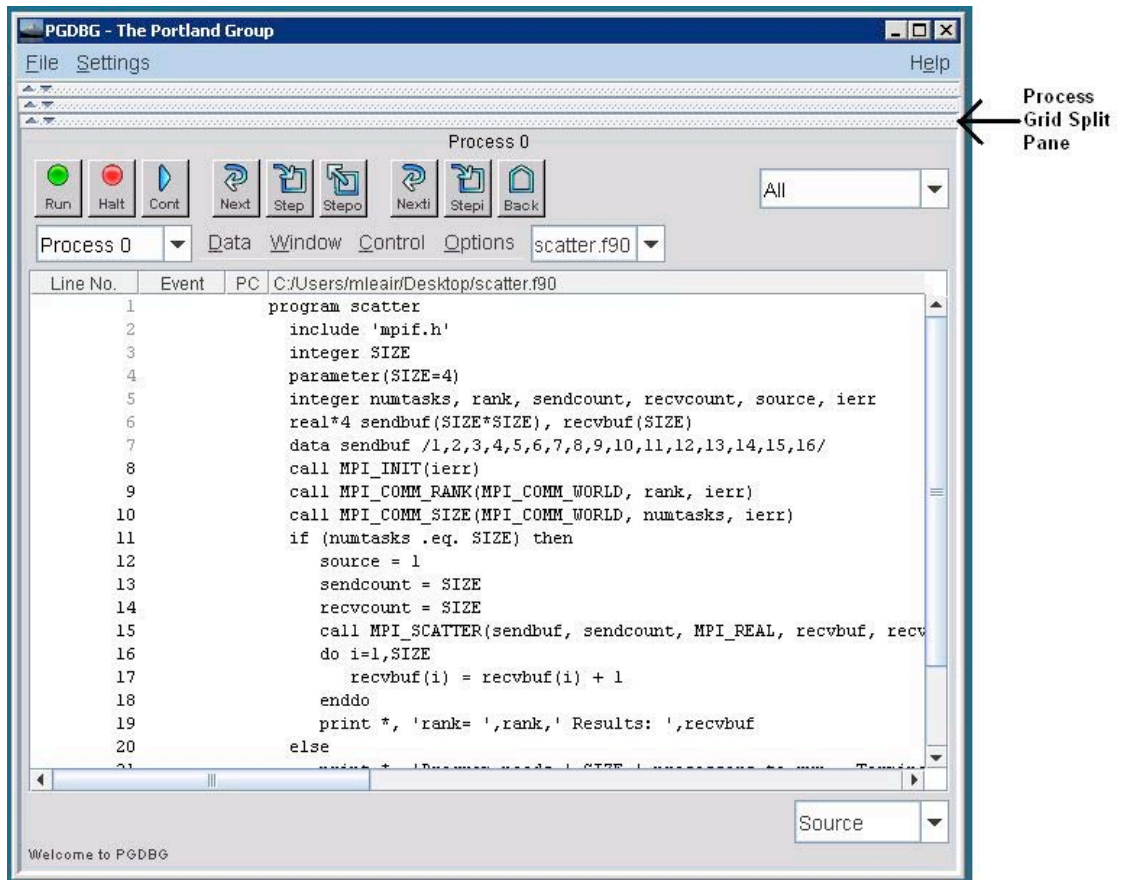 PGDBG - The Portland Group
File Settings Help
Process
Grid Split
Pane
Process 0
Run Halt Cont Next Step Stepo Nexti Stepi Back
All
Process 0 Data Window Control Options scatter.f90
Line No. Event PC C:/Users/mleair/Desktop/scatter.f90
1 program scatter
2 include 'mpif.h'
3 integer SIZE
4 parameter(SIZE=4)
5 integer numtasks, rank, sendcount, recvcount, source, ierr
6 real*4 sendbuf(SIZE*SIZE), recvbuf(SIZE)
7 data sendbuf /1,2,3,4,5,6,7,8,9,10,11,12,13,14,15,16/
8 call MPI_INIT(ierr)
9 call MPI_COMM_RANK(MPI_COMM_WORLD, rank, ierr)
10 call MPI_COMM_SIZE(MPI_COMM_WORLD, numtasks, ierr)
11 if (numtasks .eq. SIZE) then
12 source = 1
13 sendcount = SIZE
14 recvcount = SIZE
15 call MPI_SCATTER(sendbuf, sendcount, MPI_REAL, recvbuf, recv
16 do i=1,SIZE
17 recvbuf(i) = recvbuf(i) + 1
18 enddo
19 print *, 'rank= ',rank,' Results: ',recvbuf
20 else
Source
Welcome to PGDBG